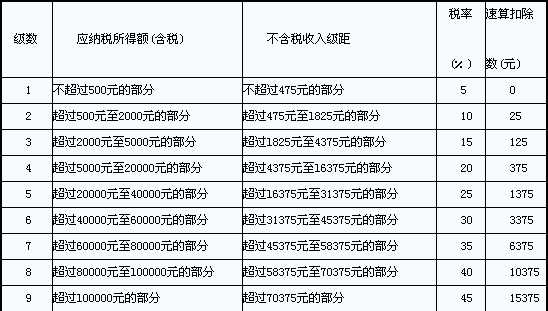 级数 应纳税所得额(含税) 不含税收入级距 税率(%) 速算扣除数(元)
1 不超过500元的部分 不超过475元的部分 5 0
2 超过500元至2000元的部分 超过475元至1825元的部分 10 25
3 超过2000元至5000元的部分 超过1825元至4375元的部分 15 125
4 超过5000元至20000元的部分 超过4375元至16375元的部分 20 375
5 超过20000元至40000元的部分 超过16375元至31375元的部分 25 1375
6 超过40000元至60000元的部分 超过31375元至45375元的部分 30 3375
7 超过60000元至80000元的部分 超过45375元至58375元的部分 35 6375
8 超过80000元至100000元的部分 超过58375元至70375元的部分 40 10375
9 超过100000元的部分 超过70375元的部分 45 15375